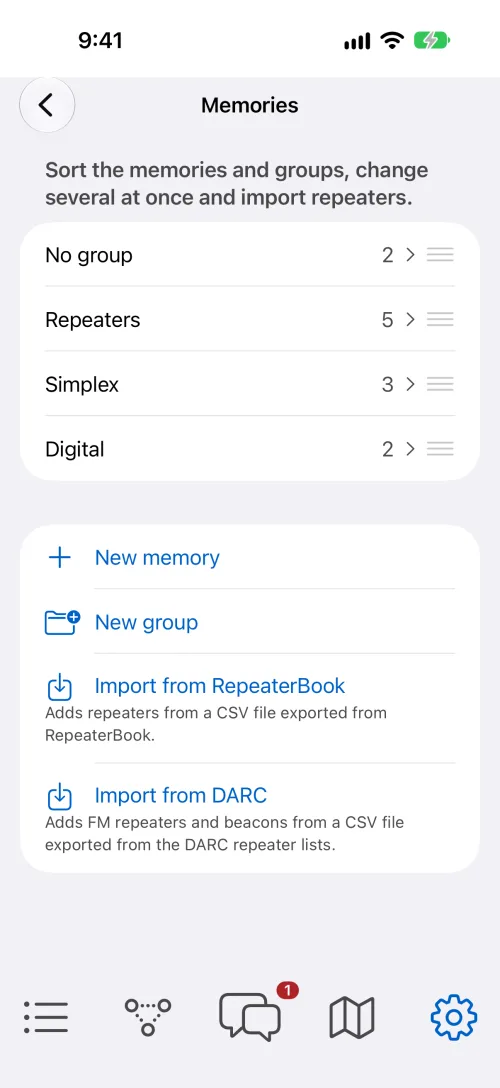 9:41
Memories
Sort the memories and groups, change
several at once and import repeaters.
No group 2
Repeaters 5
Simplex 3
Digital 2
New memory
New group
Import from RepeaterBook
Adds repeaters from a CSV file exported from
RepeaterBook.
Import from DARC
Adds FM repeaters and beacons from a CSV file
exported from the DARC repeater lists.
1